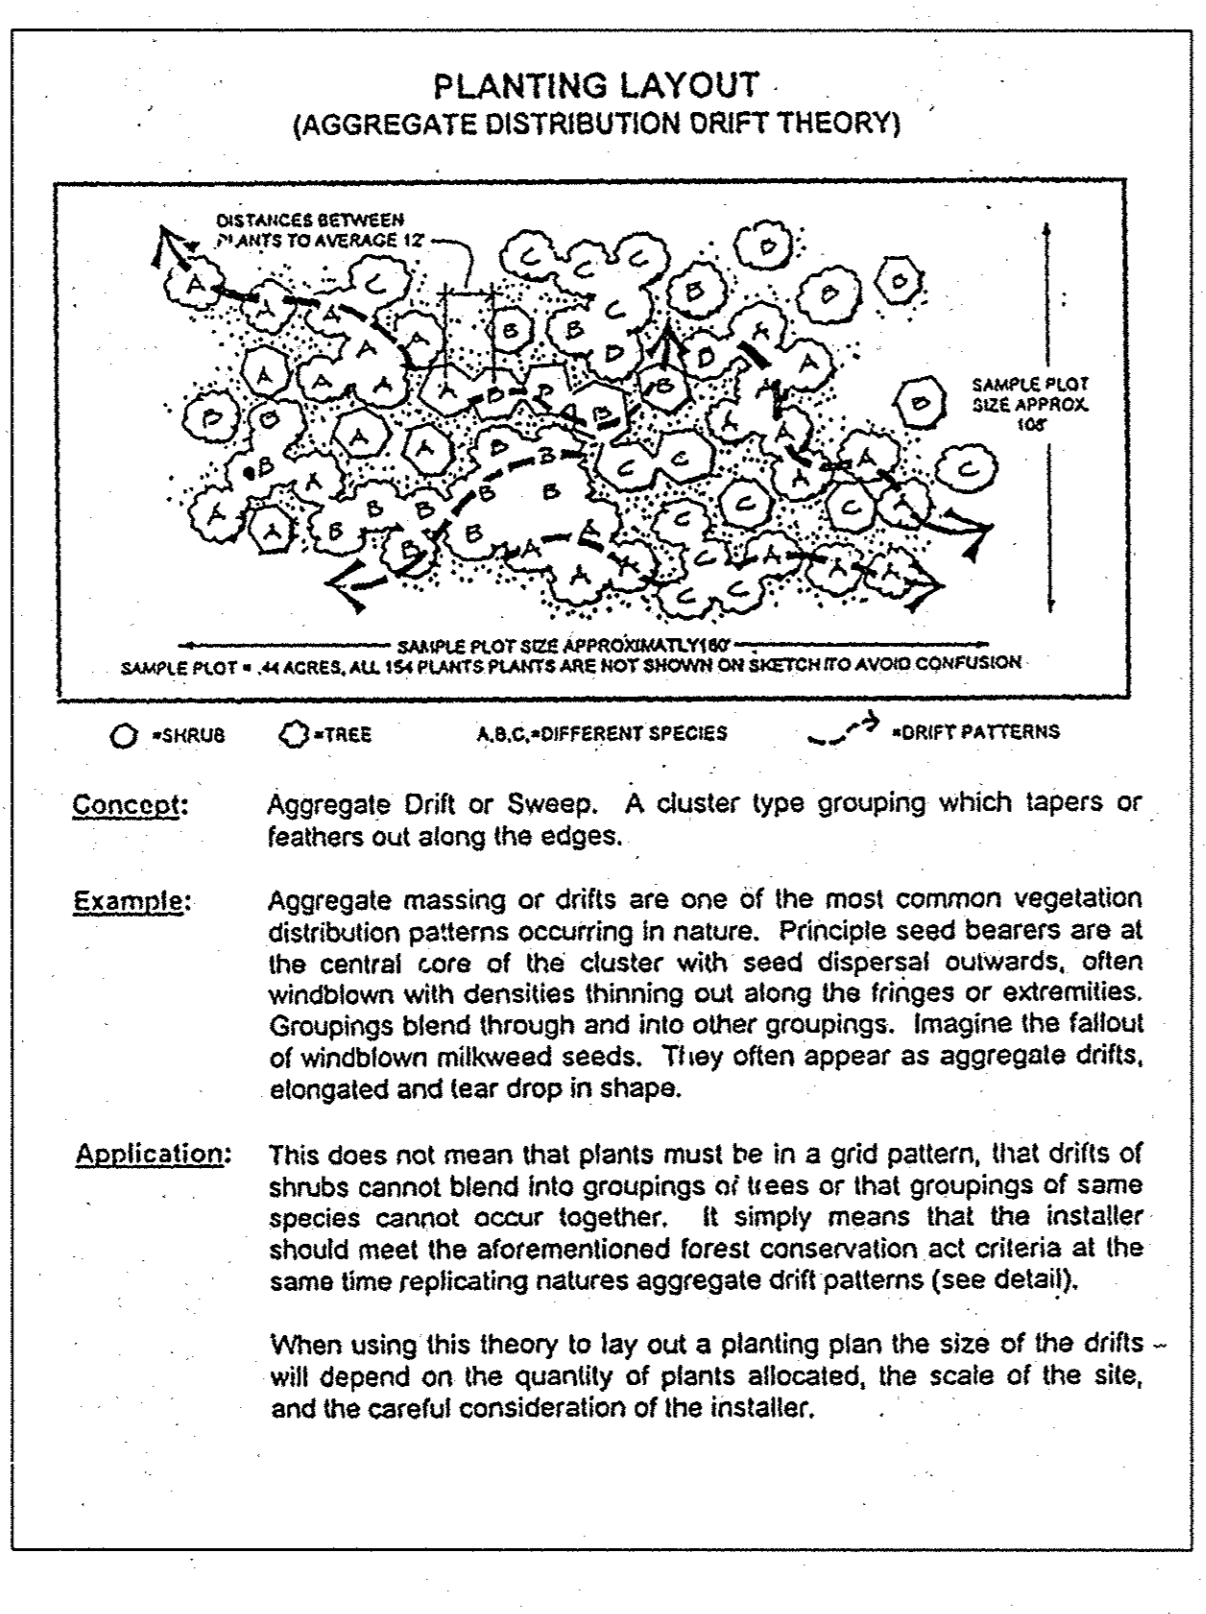 PLANTING LAYOUT
(AGGREGATE DISTRIBUTION DRIFT THEORY)
DISTANCES BETWEEN
PLANTS TO AVERAGE 12'
SAMPLE PLOT
SIZE APPROX.
SAMPLE PLOT SIZE APPROXIMATLY 160'
SAMPLE PLOT = .44 ACRES, ALL 154 PLANTS PLANTS ARE NOT SHOWN ON SKETCH TO AVOID CONFUSION
=SHRUB =TREE A,B,C,=DIFFERENT SPECIES =DRIFT PATTERNS
Concept: Aggregate Drift or Sweep. A cluster type grouping which tapers or
feathers out along the edges.
Example: Aggregate massing or drifts are one of the most common vegetation
distribution patterns occurring in nature. Principle seed bearers are at
the central core of the cluster with seed dispersal outwards, often
windblown with densities thinning out along the fringes or extremities.
Groupings blend through and into other groupings. Imagine the fallout
of windblown milkweed seeds. They often appear as aggregate drifts,
elongated and tear drop in shape.
Application: This does not mean that plants must be in a grid pattern, that drifts of
shrubs cannot blend into groupings of trees or that groupings of same
species cannot occur together. It simply means that the installer
should meet the aforementioned forest conservation act criteria at the
same time replicating natures aggregate drift patterns (see detail).
When using this theory to lay out a planting plan the size of the drifts
will depend on the quantity of plants allocated, the scale of the site,
and the careful consideration of the installer.